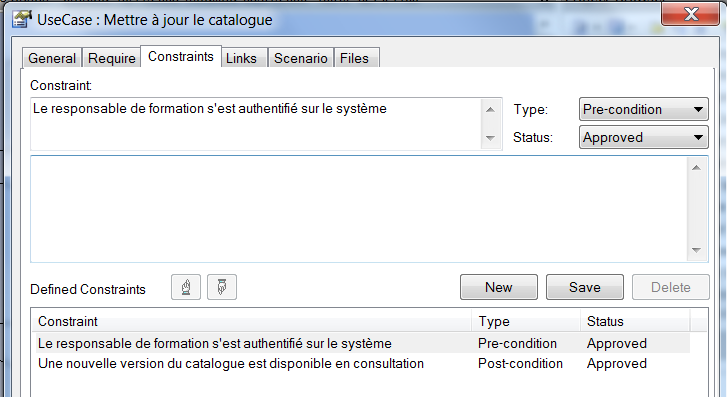 UseCase : Mettre à jour le catalogue
General Require Constraints Links Scenario Files
Constraint:
Le responsable de formation s'est authentifié sur le système
Type: Pre-condition
Status: Approved
Defined Constraints New Save Delete
Constraint Type Status
Le responsable de formation s'est authentifié sur le système Pre-condition Approved
Une nouvelle version du catalogue est disponible en consultation Post-condition Approved